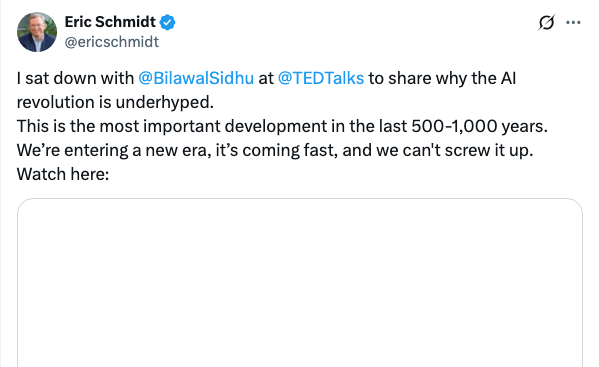 Eric Schmidt
@ericschmidt
I sat down with @BilawalSidhu at @TEDTalks to share why the AI
revolution is underhyped.
This is the most important development in the last 500-1,000 years.
We’re entering a new era, it’s coming fast, and we can't screw it up.
Watch here: